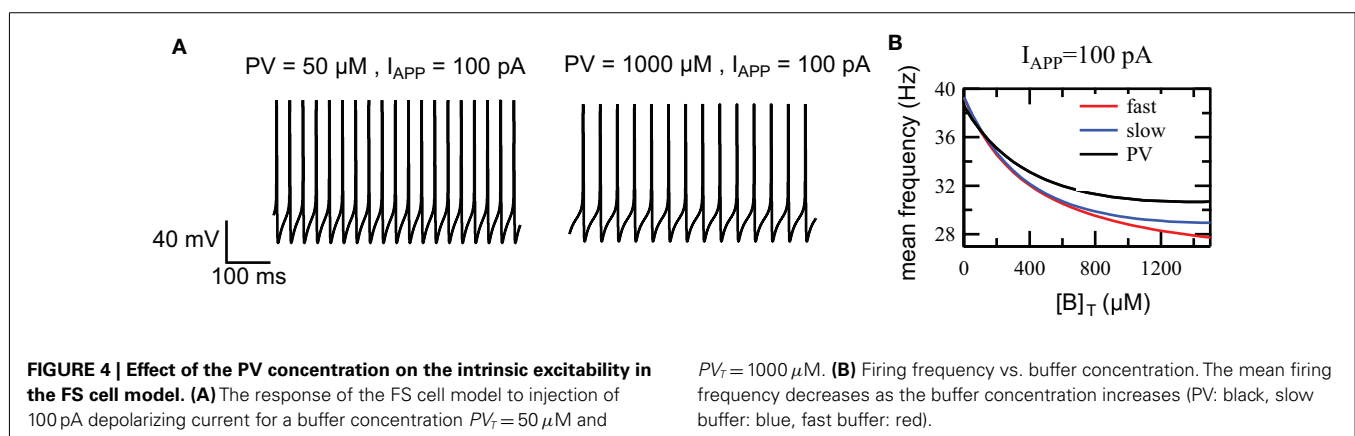 A
PV = 50 µM , I_APP = 100 pA
PV = 1000 µM , I_APP = 100 pA
40 mV
100 ms
B
I_APP=100 pA
mean frequency (Hz)
40
36
32
28
fast
slow
PV
0
400
800
1200
[B]_T (µM)
FIGURE 4 | Effect of the PV concentration on the intrinsic excitability in
the FS cell model. (A) The response of the FS cell model to injection of
100 pA depolarizing current for a buffer concentration PV_T = 50 µM and
PV_T = 1000 µM. (B) Firing frequency vs. buffer concentration. The mean firing
frequency decreases as the buffer concentration increases (PV: black, slow
buffer: blue, fast buffer: red).